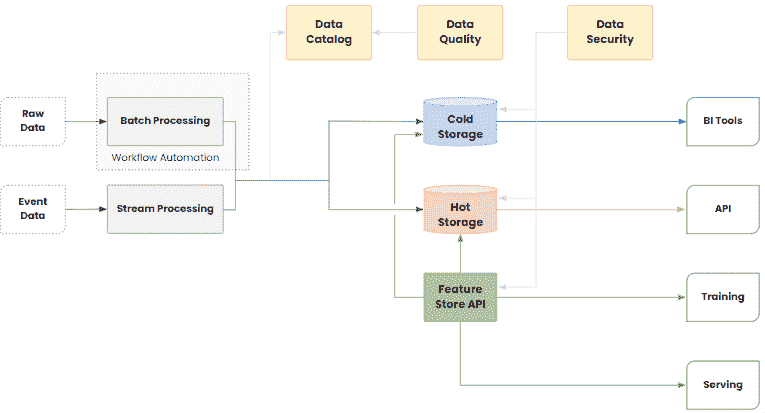 Data
Catalog
Data
Quality
Data
Security
Raw
Data
Batch Processing
Workflow Automation
Cold
Storage
BI Tools
Event
Data
Stream Processing
Hot
Storage
API
Feature
Store API
Training
Serving